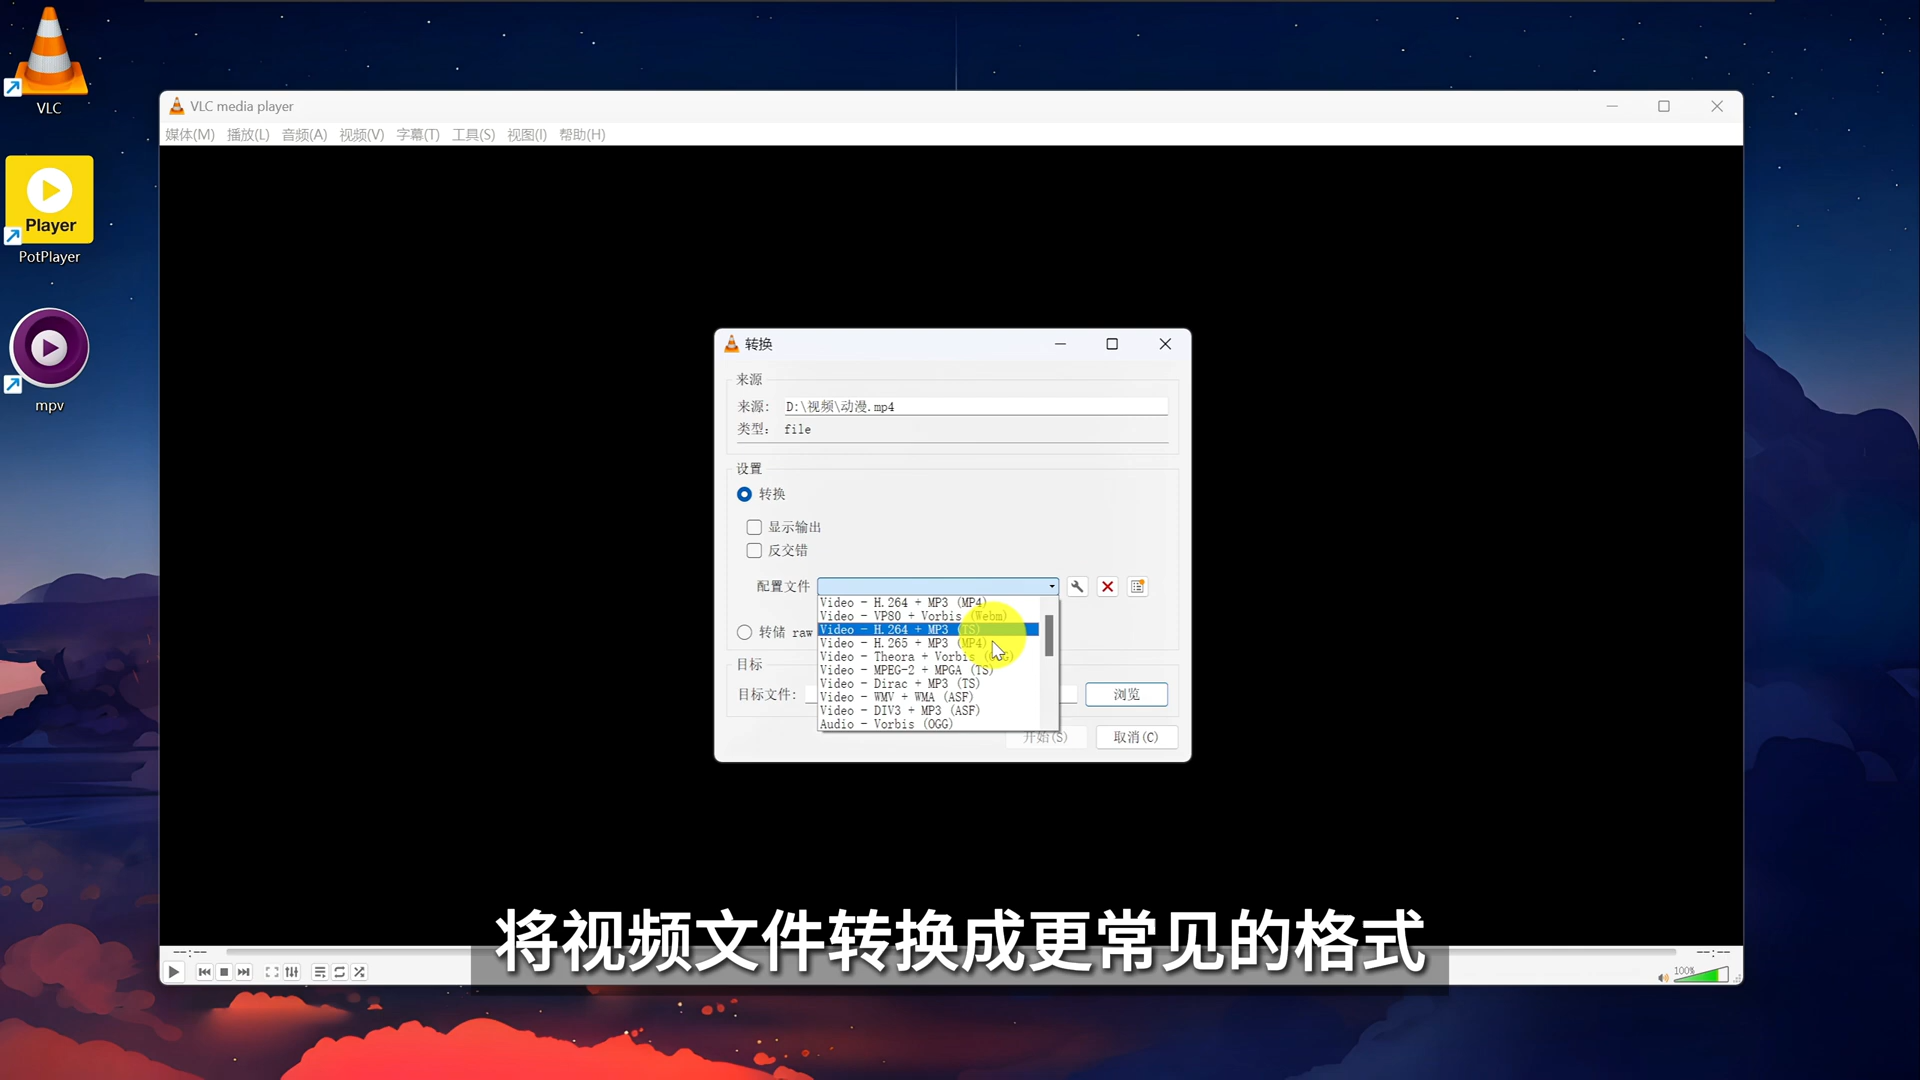 VLC
Player
PotPlayer
mpv
VLC media player
媒体(M) 播放(L) 音频(A) 视频(V) 字幕(T) 工具(S) 视图(I) 帮助(H)
转换
来源
来源: D:\视频\动漫.mp4
类型: file
设置
转换
显示输出
反交错
配置文件
Video - H.264 + MP3 (MP4)
Video - VP80 + Vorbis (Webm)
Video - H.264 + MP3 (TS)
Video - H.265 + MP3 (MP4)
Video - Theora + Vorbis (OGG)
Video - MPEG-2 + MPGA (TS)
Video - Dirac + MP3 (TS)
Video - WMV + WMA (ASF)
Video - DIV3 + MP3 (ASF)
Audio - Vorbis (OGG)
转储 raw
目标
目标文件:
浏览
开始(S) 取消(C)
将视频文件转换成更常见的格式
--:-- --:--
100%